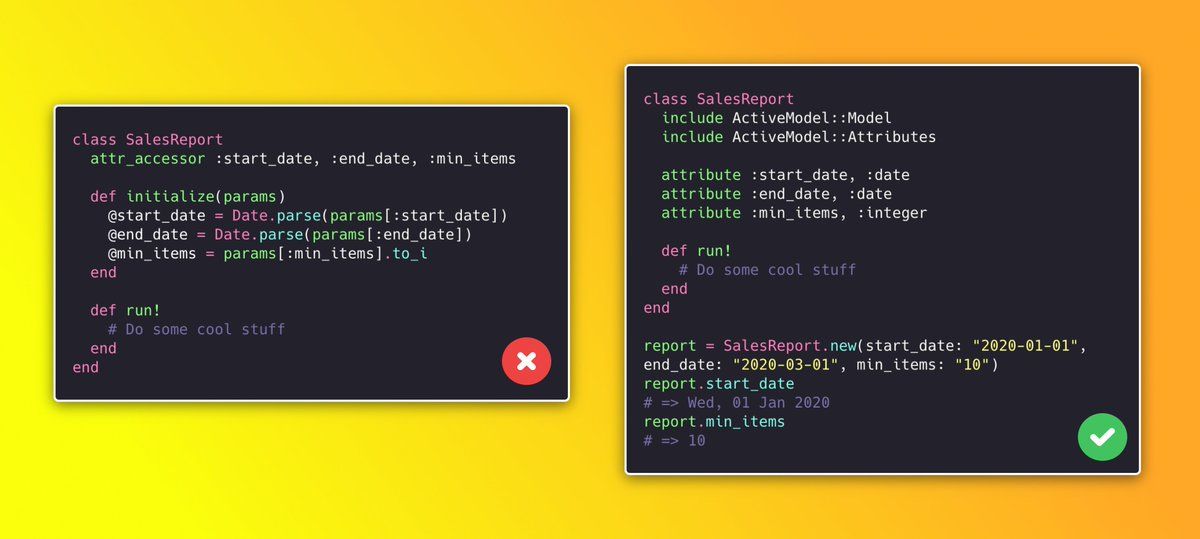 class SalesReport
  attr_accessor :start_date, :end_date, :min_items

  def initialize(params)
    @start_date = Date.parse(params[:start_date])
    @end_date = Date.parse(params[:end_date])
    @min_items = params[:min_items].to_i
  end

  def run!
    # Do some cool stuff
  end
end

class SalesReport
  include ActiveModel::Model
  include ActiveModel::Attributes

  attribute :start_date, :date
  attribute :end_date, :date
  attribute :min_items, :integer

  def run!
    # Do some cool stuff
  end
end

report = SalesReport.new(start_date: "2020-01-01",
end_date: "2020-03-01", min_items: "10")
report.start_date
# => Wed, 01 Jan 2020
report.min_items
# => 10